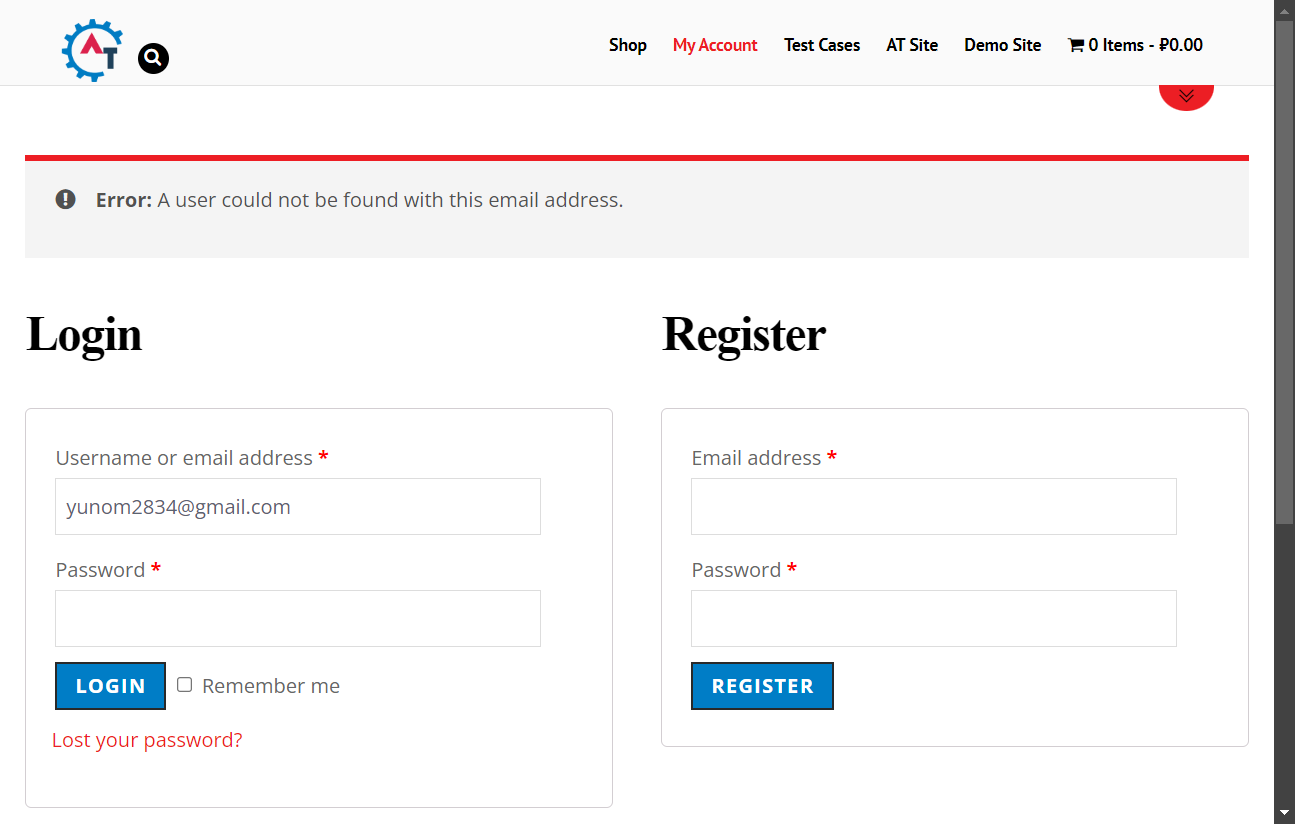 AT
Shop My Account Test Cases AT Site Demo Site 0 Items - ₽0.00
Error: A user could not be found with this email address.
Login
Register
Username or email address *
yunom2834@gmail.com
Password *
LOGIN Remember me
Lost your password?
Email address *
Password *
REGISTER